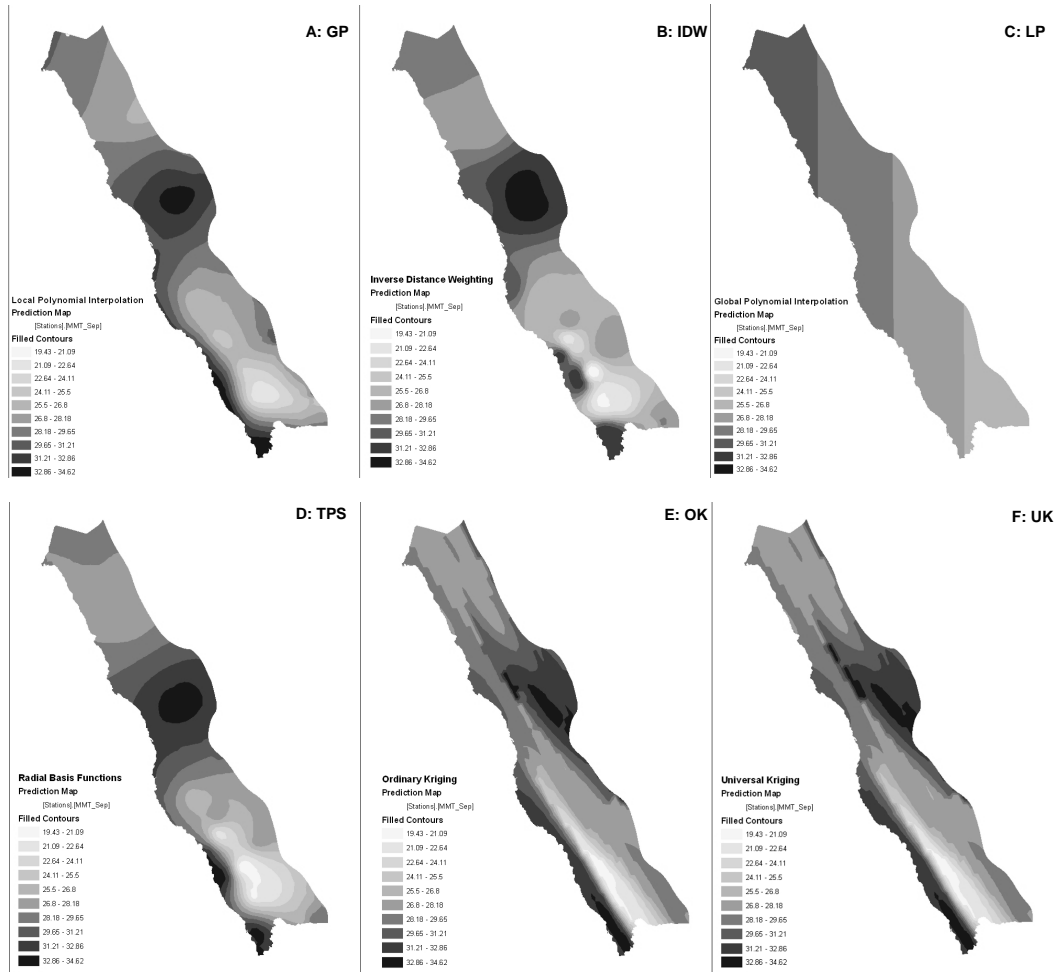 A: GP
Local Polynomial Interpolation
Prediction Map
[Stations].[MMT_Sep]
Filled Contours
19.43 - 21.09
21.09 - 22.64
22.64 - 24.11
24.11 - 25.5
25.5 - 26.8
26.8 - 28.18
28.18 - 29.65
29.65 - 31.21
31.21 - 32.86
32.86 - 34.62
B: IDW
Inverse Distance Weighting
Prediction Map
[Stations].[MMT_Sep]
Filled Contours
19.43 - 21.09
21.09 - 22.64
22.64 - 24.11
24.11 - 25.5
25.5 - 26.8
26.8 - 28.18
28.18 - 29.65
29.65 - 31.21
31.21 - 32.86
32.86 - 34.62
C: LP
Global Polynomial Interpolation
Prediction Map
[Stations].[MMT_Sep]
Filled Contours
19.43 - 21.09
21.09 - 22.64
22.64 - 24.11
24.11 - 25.5
25.5 - 26.8
26.8 - 28.18
28.18 - 29.65
29.65 - 31.21
31.21 - 32.86
32.86 - 34.62
D: TPS
Radial Basis Functions
Prediction Map
[Stations].[MMT_Sep]
Filled Contours
19.43 - 21.09
21.09 - 22.64
22.64 - 24.11
24.11 - 25.5
25.5 - 26.8
26.8 - 28.18
28.18 - 29.65
29.65 - 31.21
31.21 - 32.86
32.86 - 34.62
E: OK
Ordinary Kriging
Prediction Map
[Stations].[MMT_Sep]
Filled Contours
19.43 - 21.09
21.09 - 22.64
22.64 - 24.11
24.11 - 25.5
25.5 - 26.8
26.8 - 28.18
28.18 - 29.65
29.65 - 31.21
31.21 - 32.86
32.86 - 34.62
F: UK
Universal Kriging
Prediction Map
[Stations].[MMT_Sep]
Filled Contours
19.43 - 21.09
21.09 - 22.64
22.64 - 24.11
24.11 - 25.5
25.5 - 26.8
26.8 - 28.18
28.18 - 29.65
29.65 - 31.21
31.21 - 32.86
32.86 - 34.62